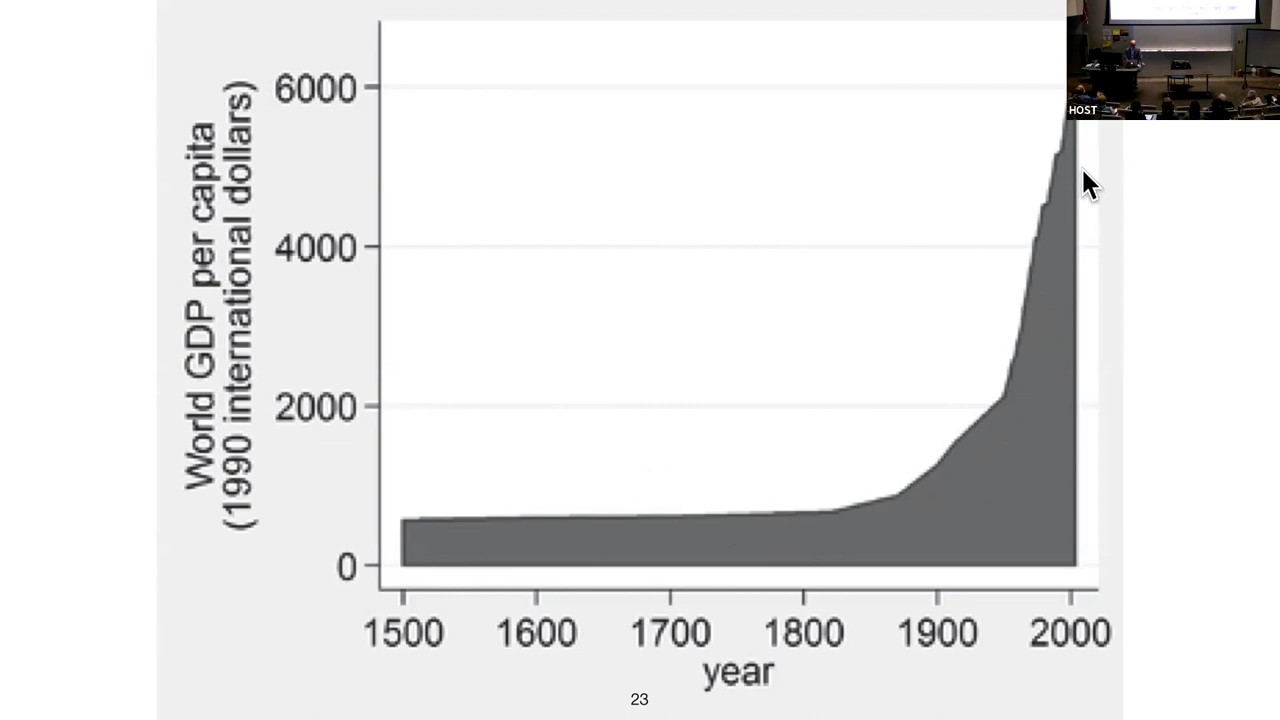 World GDP per capita
(1990 international dollars)
6000
4000
2000
0
1500 1600 1700 1800 1900 2000
year
23
HOST